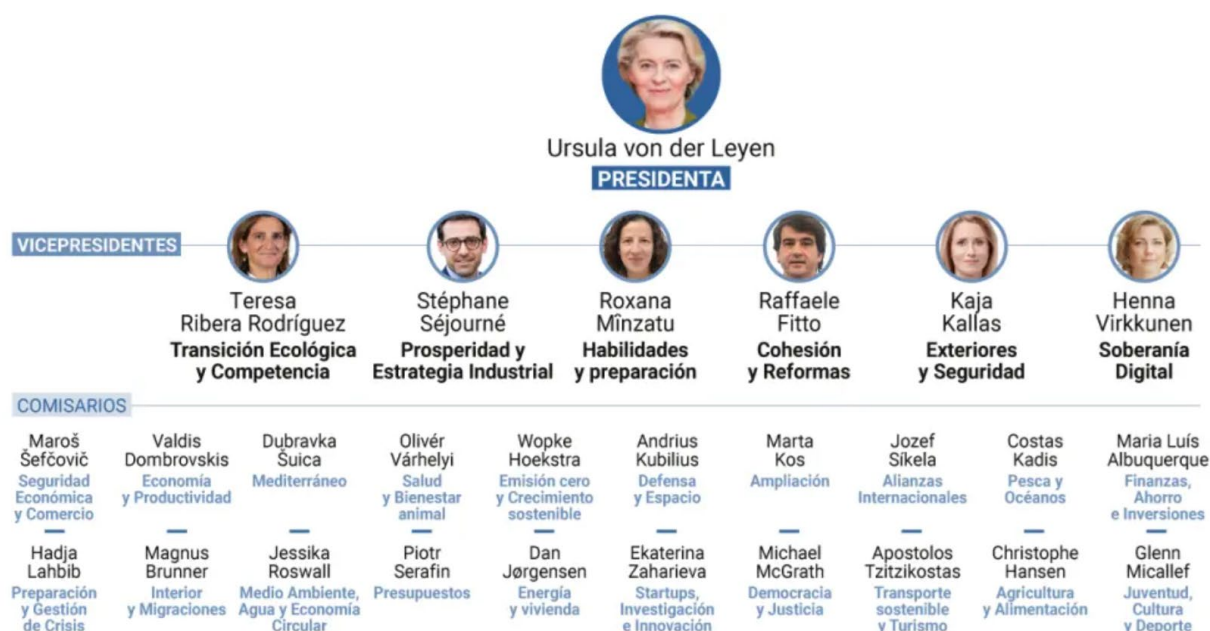 Ursula von der Leyen
PRESIDENTA
VICEPRESIDENTES
Teresa
Ribera Rodríguez
Transición Ecológica
y Competencia
Stéphane
Séjourné
Prosperidad y
Estrategia Industrial
Roxana
Mînzatu
Habilidades
y preparación
Raffaele
Fitto
Cohesión
y Reformas
Kaja
Kallas
Exteriores
y Seguridad
Henna
Virkkunen
Soberanía
Digital
COMISARIOS
Maroš
Šefčovič
Seguridad
Económica
y Comercio
Valdis
Dombrovskis
Economía
y Productividad
Dubravka
Šuica
Mediterráneo
Olivér
Várhelyi
Salud
y Bienestar
animal
Wopke
Hoekstra
Emisión cero
y Crecimiento
sostenible
Andrius
Kubilius
Defensa
y Espacio
Marta
Kos
Ampliación
Jozef
Síkela
Alianzas
Internacionales
Costas
Kadis
Pesca y
Océanos
Maria Luís
Albuquerque
Finanzas,
Ahorro
e Inversiones
Hadja
Lahbib
Preparación
y Gestión
de Crisis
Magnus
Brunner
Interior
y Migraciones
Jessika
Roswall
Medio Ambiente,
Agua y Economía
Circular
Piotr
Serafin
Presupuestos
Dan
Jørgensen
Energía
y vivienda
Ekaterina
Zaharieva
Startups,
Investigación
e Innovación
Michael
McGrath
Democracia
y Justicia
Apostolos
Tzitzikostas
Transporte
sostenible
y Turismo
Christophe
Hansen
Agricultura
y Alimentación
Glenn
Micallef
Juventud,
Cultura
y Deporte